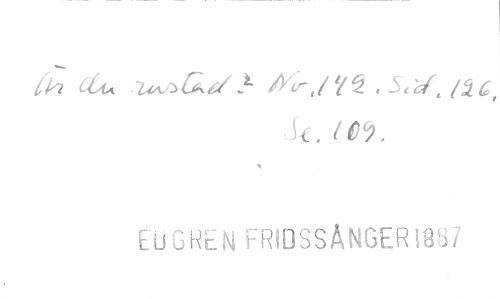 Är du rustad? No. 142. Sid. 126.
Se. 109.
EUGREN FRIDSSÅNGER 1887